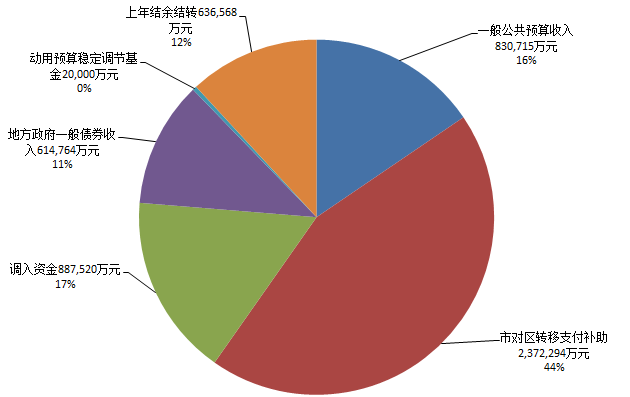 上年结余结转636,568
万元
12%
一般公共预算收入
830,715万元
16%
动用预算稳定调节基
金20,000万元
0%
地方政府一般债券收
入614,764万元
11%
调入资金887,520万元
17%
市对区转移支付补助
2,372,294万元
44%